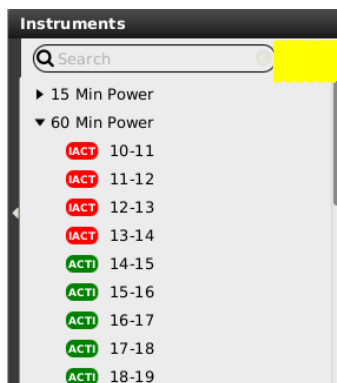 Instruments
Search
15 Min Power
60 Min Power
IACT 10-11
IACT 11-12
IACT 12-13
IACT 13-14
ACTI 14-15
ACTI 15-16
ACTI 16-17
ACTI 17-18
ACTI 18-19